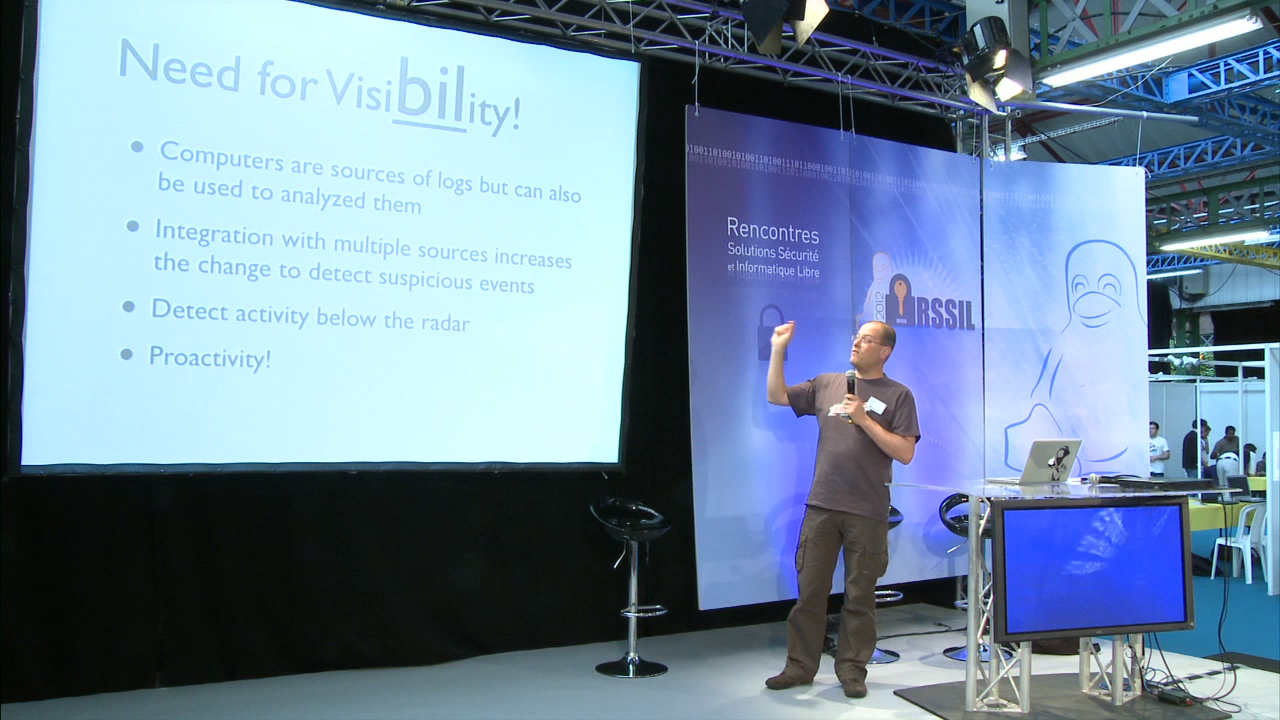 Need for Visibility!
• Computers are sources of logs but can also
be used to analyzed them
• Integration with multiple sources increases
the change to detect suspicious events
• Detect activity below the radar
• Proactivity!
Rencontres
Solutions Sécurité
et Informatique Libre
2012
RSSIL